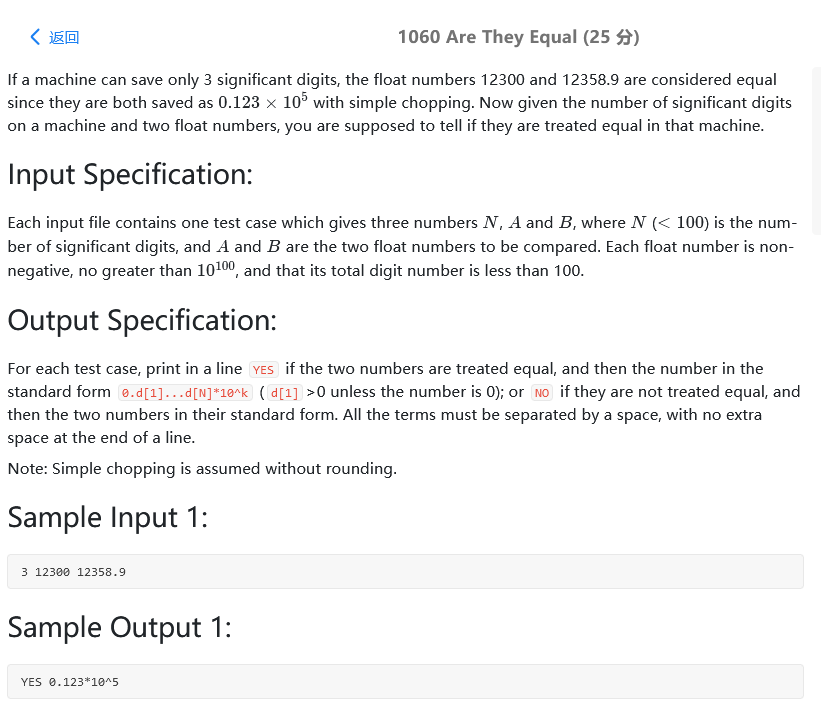 返回
1060 Are They Equal (25 分)
If a machine can save only 3 significant digits, the float numbers 12300 and 12358.9 are considered equal
since they are both saved as 0.123 × 10^5 with simple chopping. Now given the number of significant digits
on a machine and two float numbers, you are supposed to tell if they are treated equal in that machine.
Input Specification:
Each input file contains one test case which gives three numbers N, A and B, where N (< 100) is the num-
ber of significant digits, and A and B are the two float numbers to be compared. Each float number is non-
negative, no greater than 10^100, and that its total digit number is less than 100.
Output Specification:
For each test case, print in a line YES if the two numbers are treated equal, and then the number in the
standard form 0.d[1]...d[N]*10^k ( d[1] >0 unless the number is 0); or NO if they are not treated equal, and
then the two numbers in their standard form. All the terms must be separated by a space, with no extra
space at the end of a line.
Note: Simple chopping is assumed without rounding.
Sample Input 1:
3 12300 12358.9
Sample Output 1:
YES 0.123*10^5